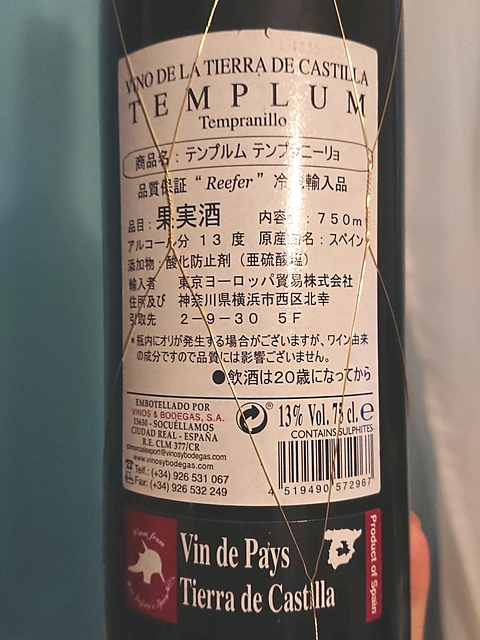 VINO DE LA TIERRA DE CASTILLA
TEMPLUM
Tempranillo
商品名：テンプルム テンプラニーリョ
品質保証 “Reefer” 冷蔵輸入品
品目：果実酒 内容量：750m
アルコール分 13度 原産国名：スペイン
添加物：酸化防止剤（亜硫酸塩）
輸入者 東京ヨーロッパ貿易株式会社
住所及び 神奈川県横浜市西区北幸
引取先 2－9－30 5F
＊瓶内にオリが発生する場合がございますが、ワイン由来
の成分ですので品質には影響ございません。
●飲酒は20歳になってから
EMBOTELLADO POR
VINOS & BODEGAS, S.A.
13630 - SOCUÉLLAMOS
CIUDAD REAL - ESPAÑA
R.E. CLM 377/CR
comercialexport@vinosybodegas.com
www.vinosybodegas.com
Telf.: (+34) 926 531 067
Fax: (+34) 926 532 249
® 13% Vol. 75 cl. e
CONTAINS SULPHITES
4 519490 572967
Vin de Pays
Tierra de Castilla
Product of Spain